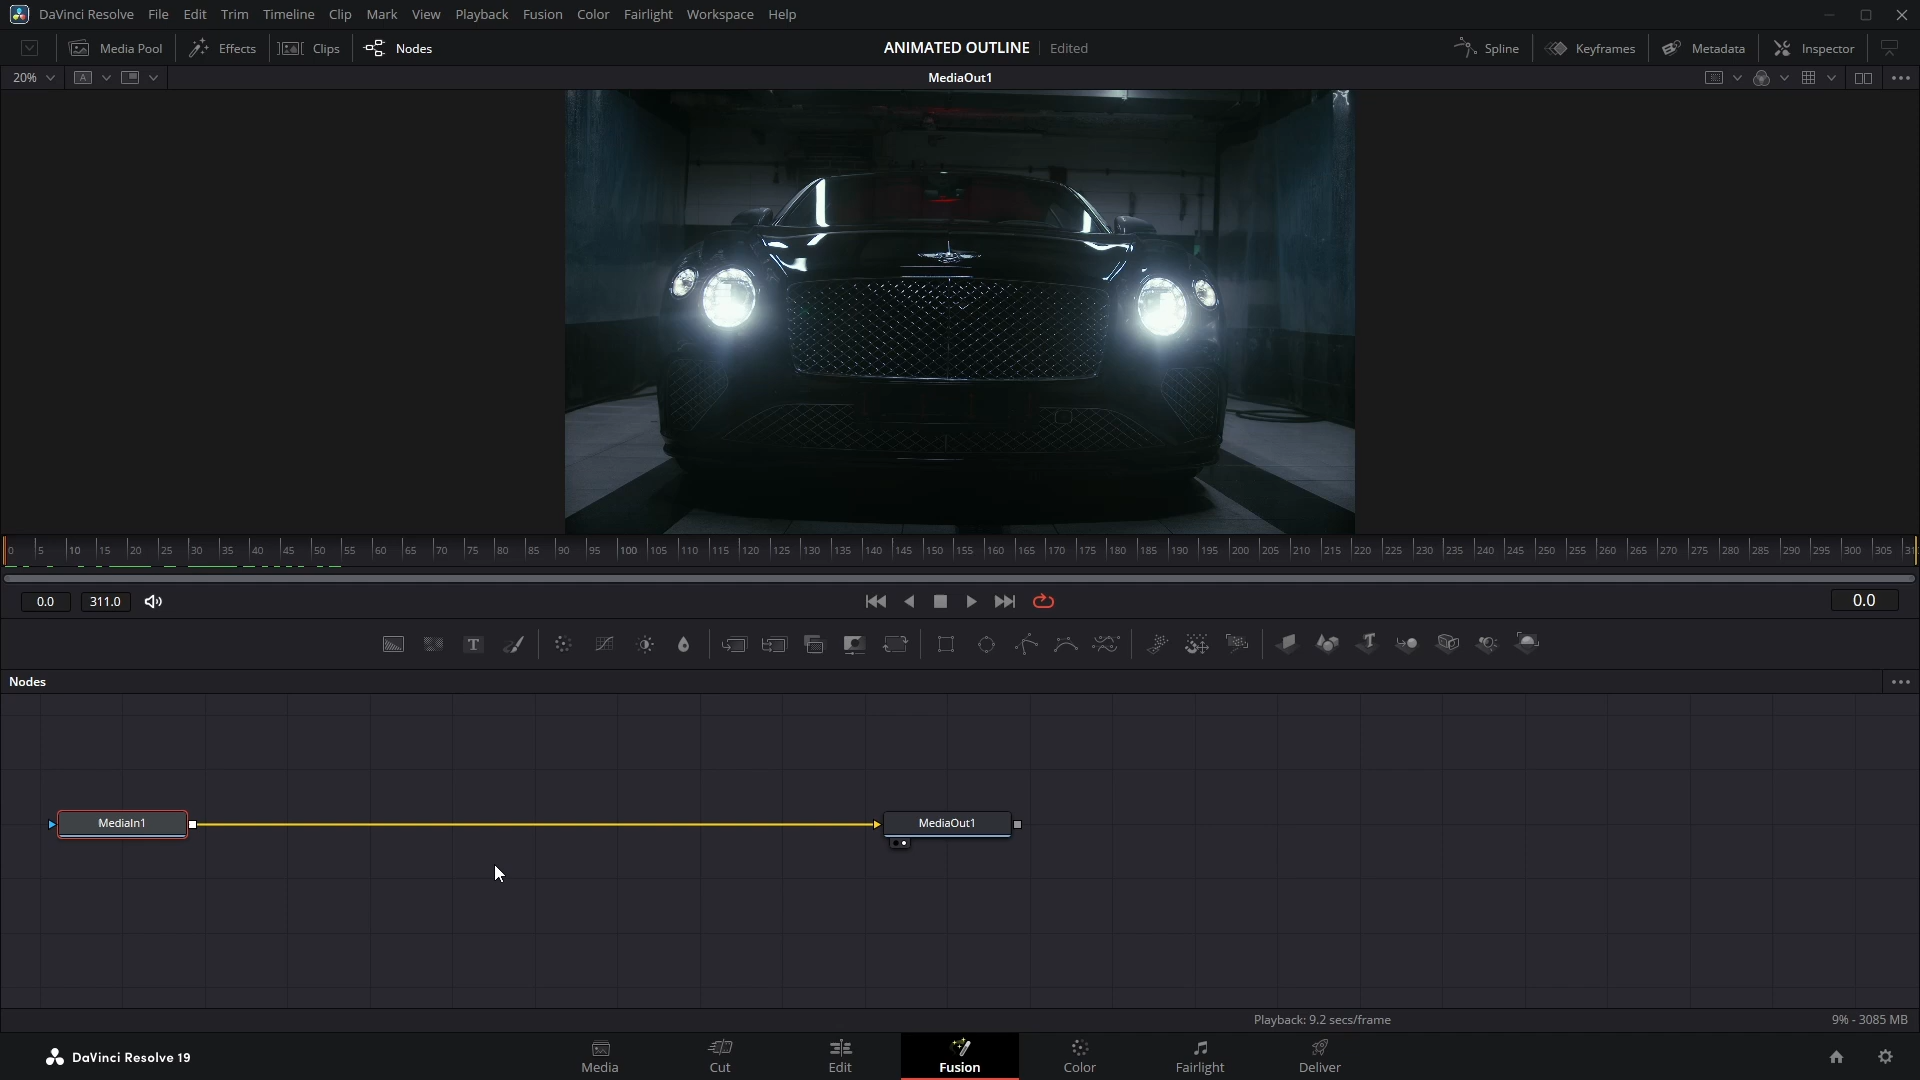 DaVinci Resolve File Edit Trim Timeline Clip Mark View Playback Fusion Color Fairlight Workspace Help
Media Pool Effects Clips Nodes ANIMATED OUTLINE Edited Spline Keyframes Metadata Inspector
20% A MediaOut1
0 5 10 15 20 25 30 35 40 45 50 55 60 65 70 75 80 85 90 95 100 105 110 115 120 125 130 135 140 145 150 155 160 165 170 175 180 185 190 195 200 205 210 215 220 225 230 235 240 245 250 255 260 265 270 275 280 285 290 295 300 305 31
0.0 311.0 0.0
T T
Nodes
MediaIn1 MediaOut1
Playback: 9.2 secs/frame 9% - 3085 MB
DaVinci Resolve 19 Media Cut Edit Fusion Color Fairlight Deliver